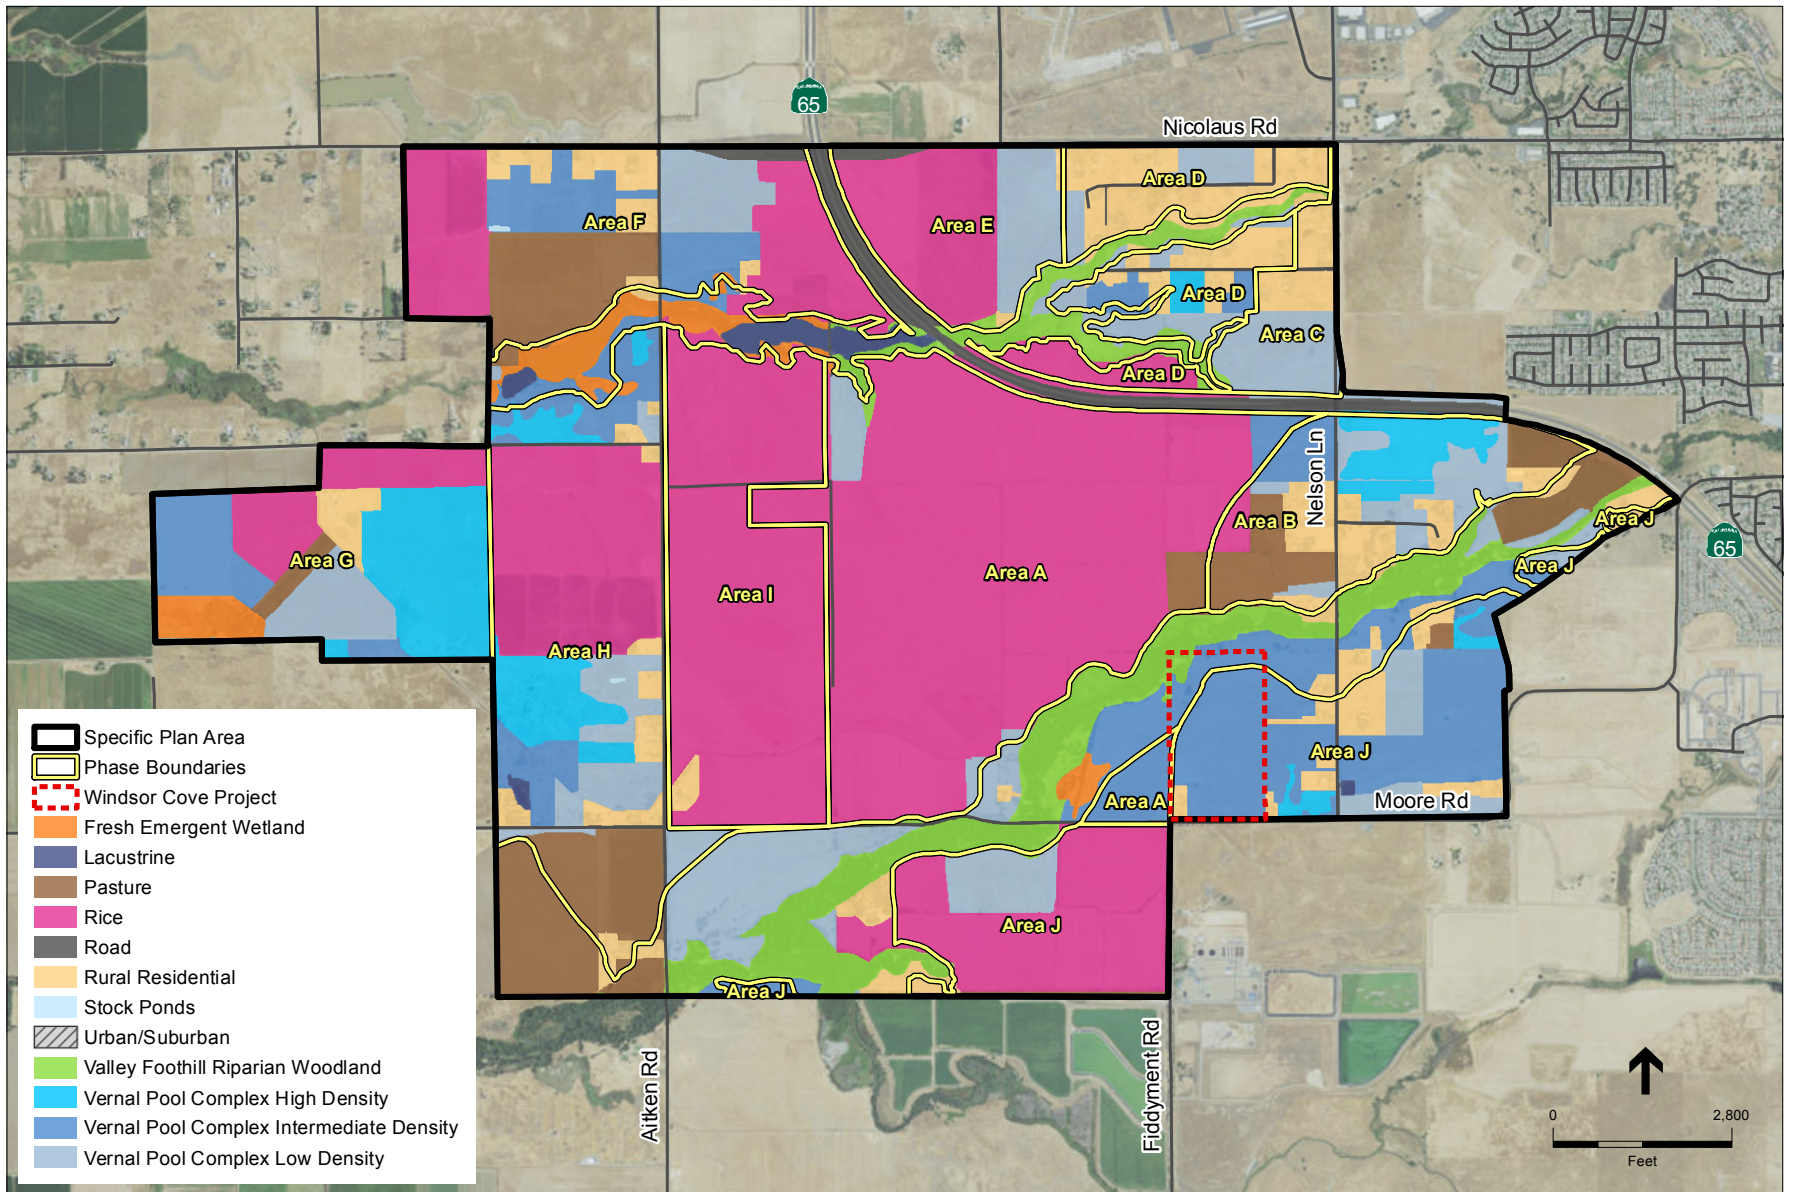 65
Nicolaus Rd
Area D
Area F
Area E
Area D
Area C
Area D
Nelson Ln
Area B
Area J
65
Area G
Area J
Area A
Area I
Area H
Area J
Area A
Moore Rd
Area J
Area J
Aitken Rd
Fiddyment Rd
Specific Plan Area
Phase Boundaries
Windsor Cove Project
Fresh Emergent Wetland
Lacustrine
Pasture
Rice
Road
Rural Residential
Stock Ponds
Urban/Suburban
Valley Foothill Riparian Woodland
Vernal Pool Complex High Density
Vernal Pool Complex Intermediate Density
Vernal Pool Complex Low Density
0 2,800
Feet